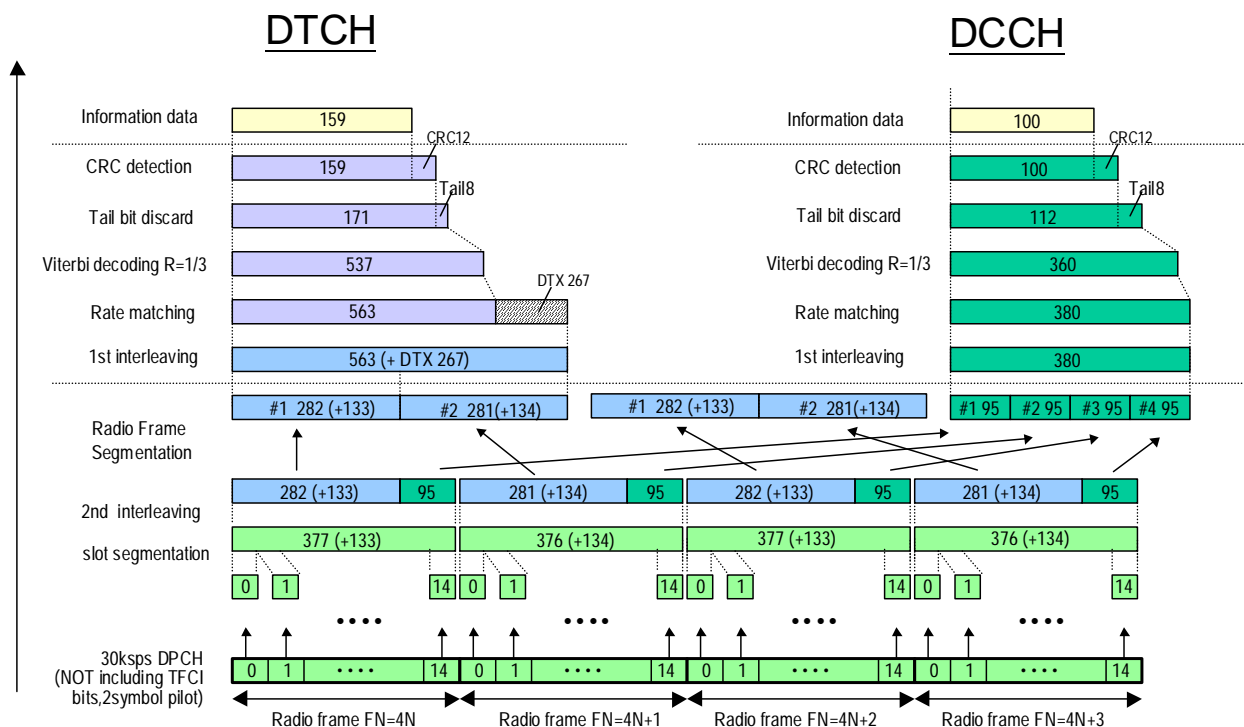 DTCH DCCH
Information data 159 Information data 100
CRC12 CRC12
CRC detection 159 CRC detection 100
Tail8 Tail8
Tail bit discard 171 Tail bit discard 112
Viterbi decoding R=1/3 537 Viterbi decoding R=1/3 360
DTX 267
Rate matching 563 Rate matching 380
1st interleaving 563 (+ DTX 267) 1st interleaving 380
#1 282 (+133) #2 281(+134) #1 282 (+133) #2 281(+134) #1 95 #2 95 #3 95 #4 95
Radio Frame
Segmentation
282 (+133) 95 281 (+134) 95 282 (+133) 95 281 (+134) 95
2nd interleaving
377 (+133) 376 (+134) 377 (+133) 376 (+134)
slot segmentation
0 1 14 0 1 14 0 1 14 0 1 14
•••• •••• •••• ••••
30ksps DPCH
(NOT including TFCI
bits,2symbol pilot)
0 1 •••• 14 0 1 •••• 14 0 1 •••• 14 0 1 •••• 14
Radio frame FN=4N Radio frame FN=4N+1 Radio frame FN=4N+2 Radio frame FN=4N+3